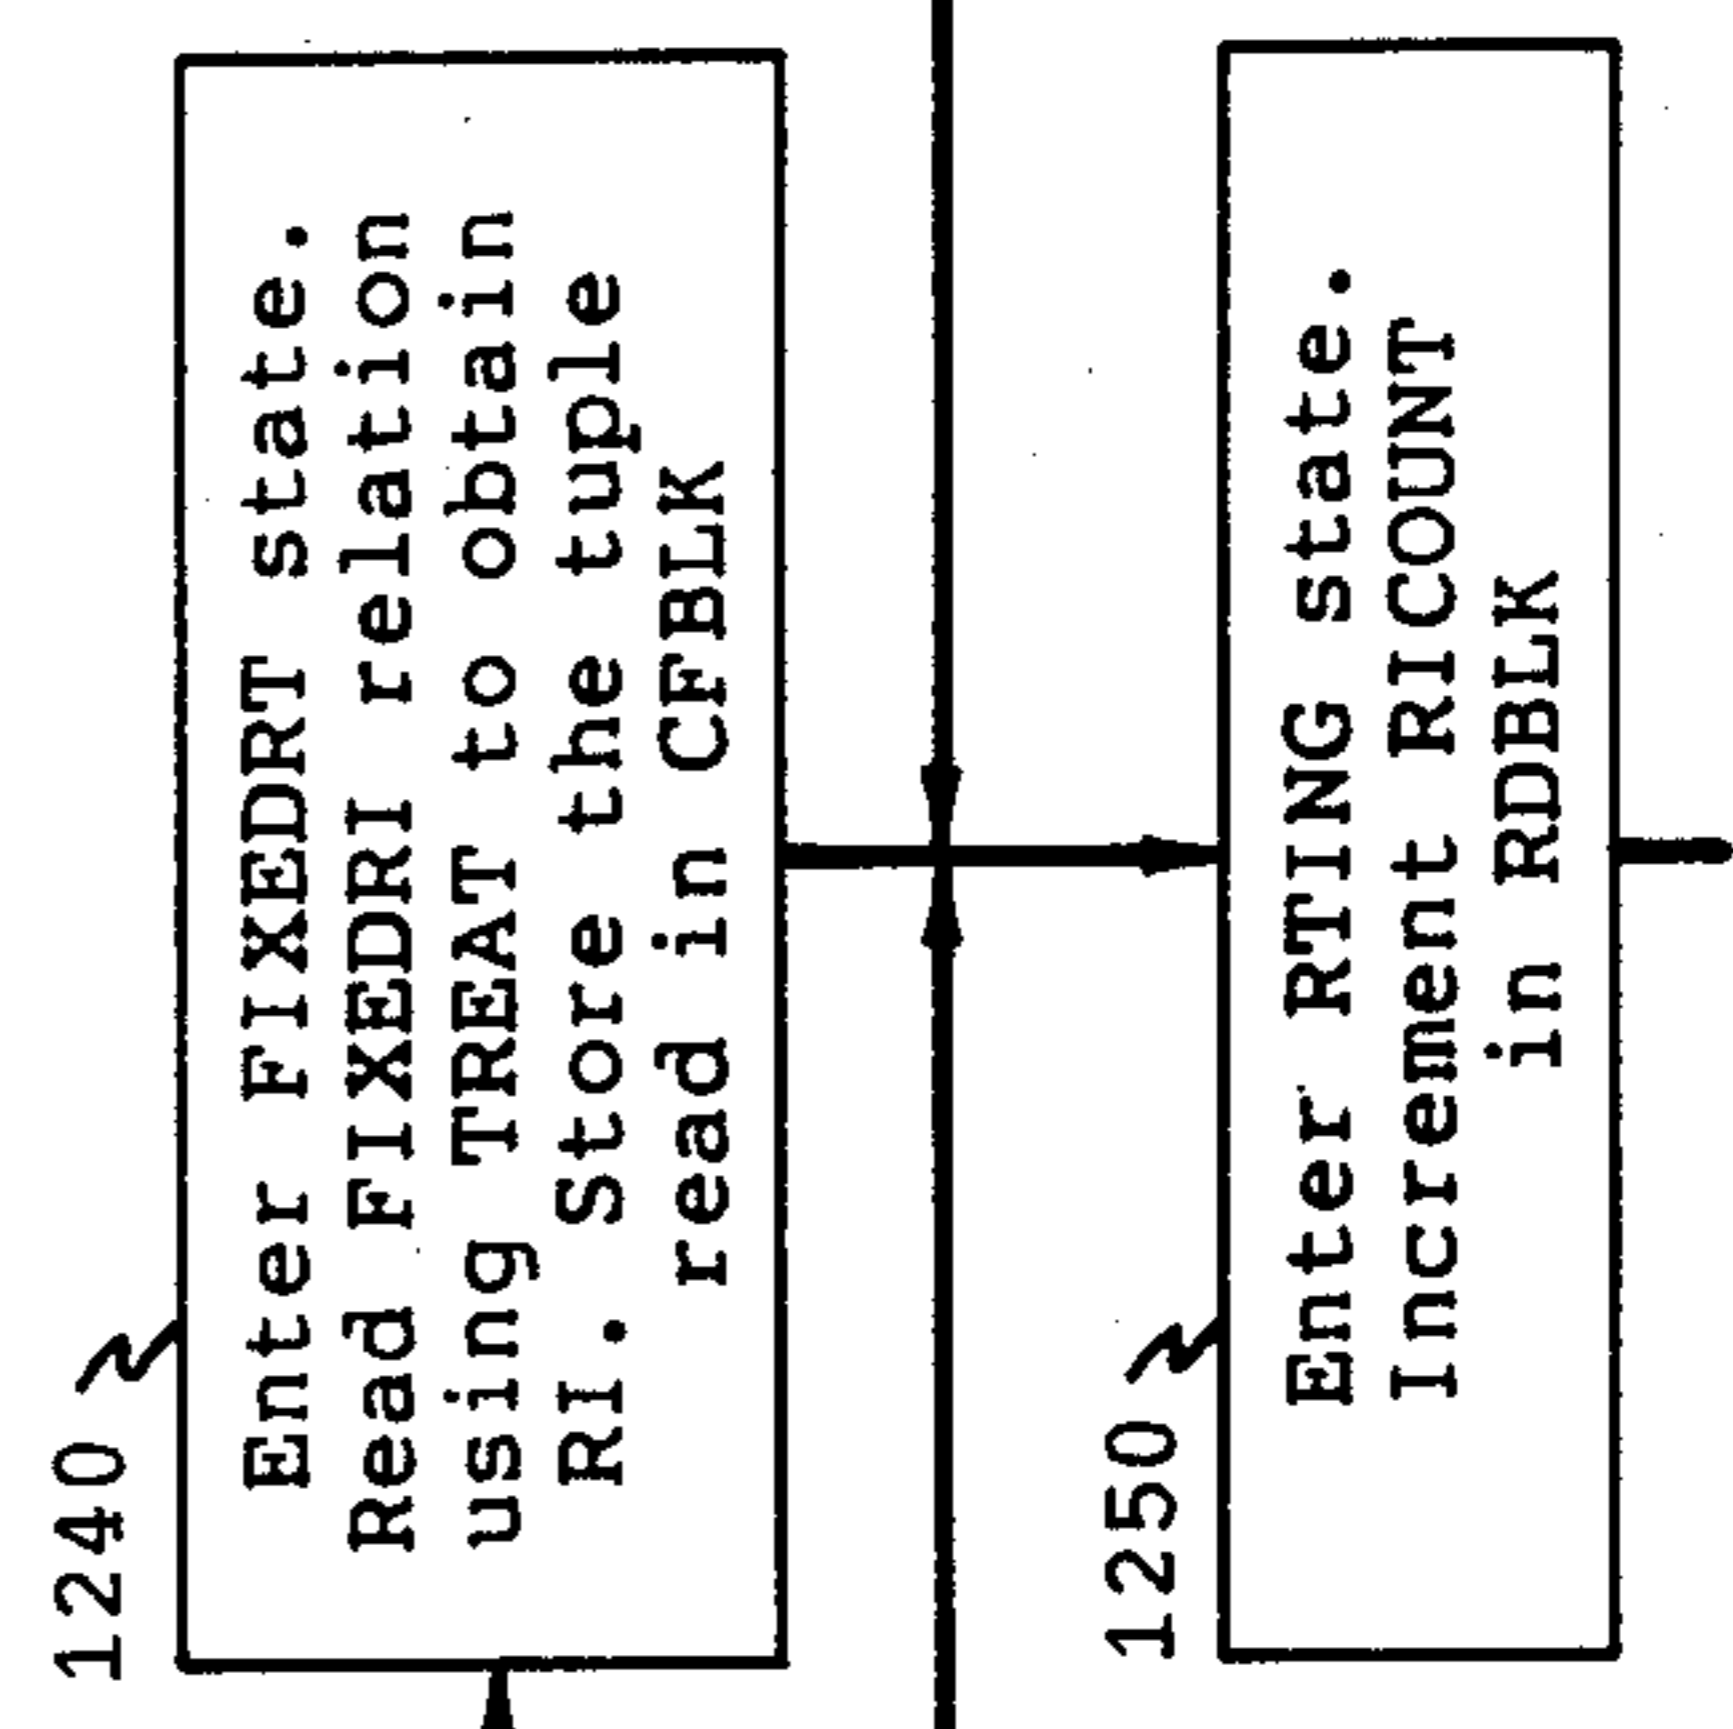 1240
Enter FIXEDRT state.
Read FIXEDRI relation
using TREAT to obtain
RI. Store the tuple
read in CFBLK
1250
Enter RTING state.
Increment RICOUNT
in RDBLK